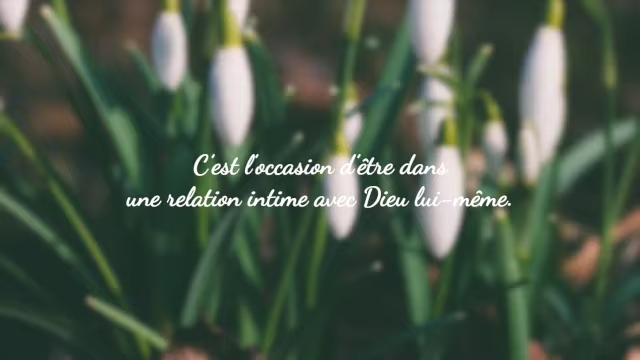 C'est l'occasion d'être dans
une relation intime avec Dieu lui-même.